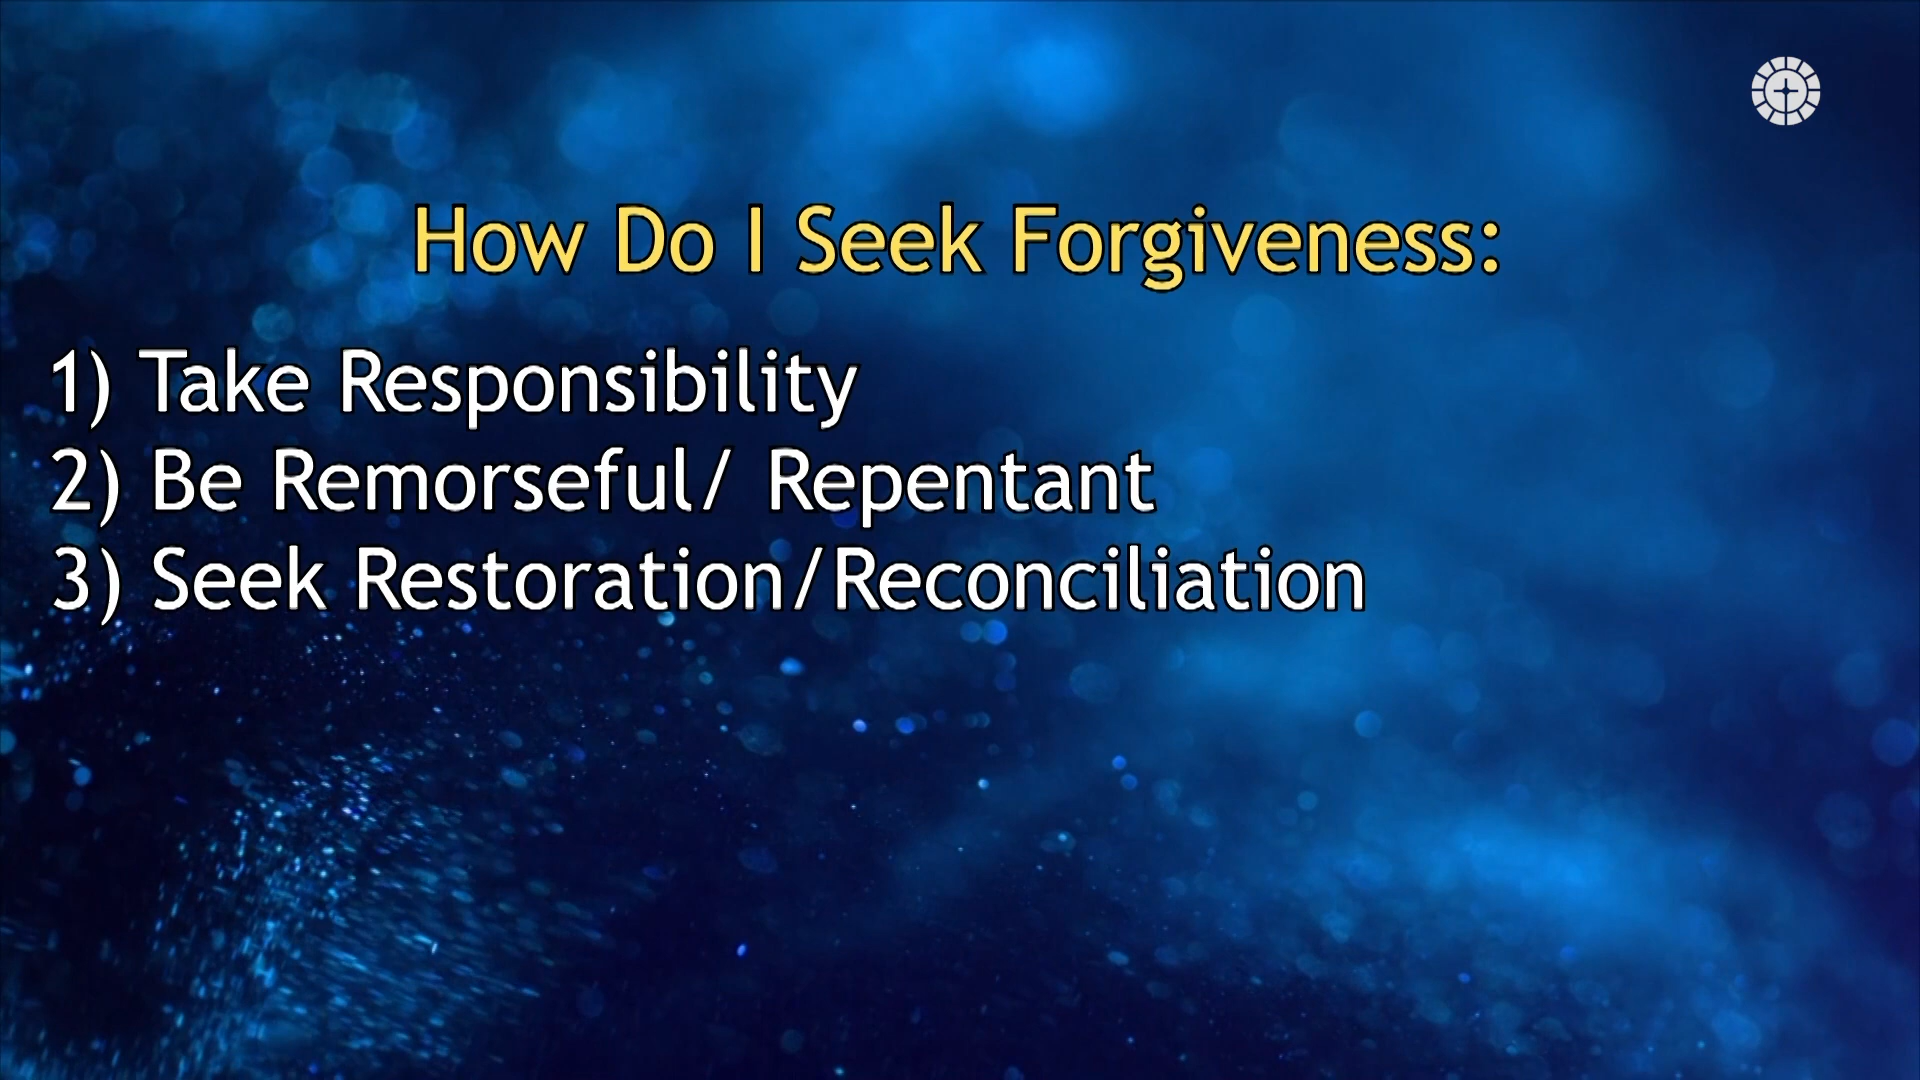 How Do I Seek Forgiveness:
1) Take Responsibility
2) Be Remorseful/ Repentant
3) Seek Restoration/Reconciliation